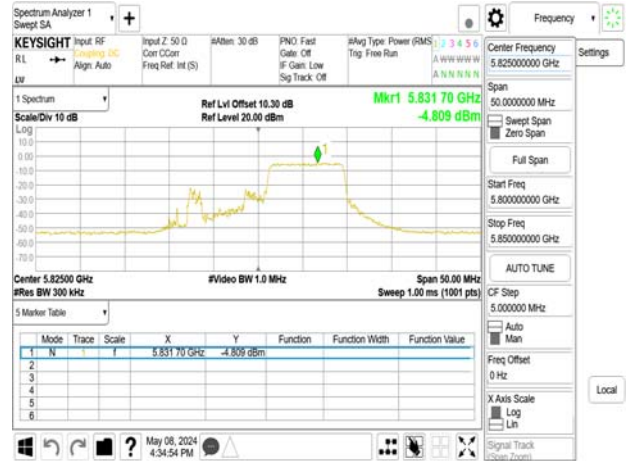 Spectrum Analyzer 1
Swept SA
Frequency
KEYSIGHT
RL
Input: RF
Coupling: DC
Align: Auto
Input Z: 50 Ω
Corr CCorr
Freq Ref: Int (S)
#Atten: 30 dB
PNO: Fast
Gate: Off
IF Gain: Low
Sig Track: Off
#Avg Type: Power (RMS
Trig: Free Run
1 2 3 4 5 6
A W W W W W
A N N N N N
1 Spectrum
Scale/Div 10 dB
Ref Lvl Offset 10.30 dB
Ref Level 20.00 dBm
Mkr1 5.831 70 GHz
-4.809 dBm
Log
10.0
0.00
-10.0
-20.0
-30.0
-40.0
-50.0
-60.0
-70.0
1
Center 5.82500 GHz
#Res BW 300 kHz
#Video BW 1.0 MHz
Span 50.00 MHz
Sweep 1.00 ms (1001 pts)
5 Marker Table
Mode Trace Scale X Y Function Function Width Function Value
1 N 1 f 5.831 70 GHz -4.809 dBm
2
3
4
5
6
May 08, 2024
4:34:54 PM
Center Frequency
5.825000000 GHz
Settings
Span
50.0000000 MHz
Swept Span
Zero Span
Full Span
Start Freq
5.800000000 GHz
Stop Freq
5.850000000 GHz
AUTO TUNE
CF Step
5.000000 MHz
Auto
Man
Freq Offset
0 Hz
X Axis Scale
Log
Lin
Local
Signal Track
(Span Zoom)